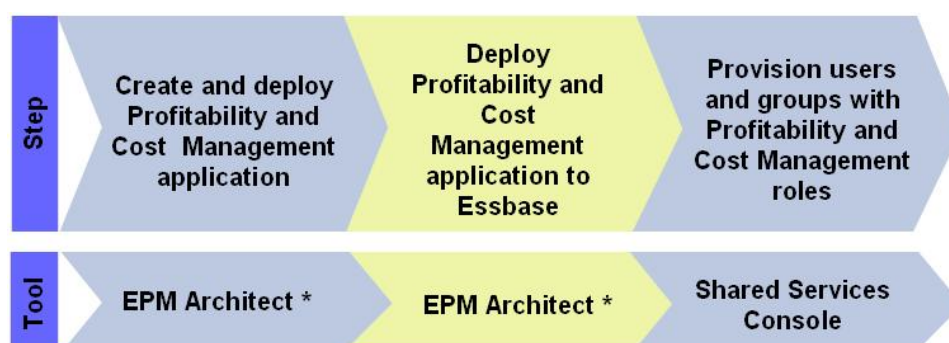 Step
Create and deploy
Profitability and
Cost Management
application
Deploy
Profitability and
Cost
Management
application to
Essbase
Provision users
and groups with
Profitability and
Cost Management
roles
Tool
EPM Architect *
EPM Architect *
Shared Services
Console